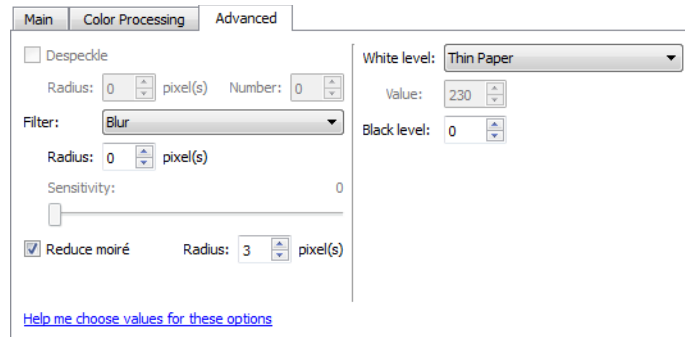 Main Color Processing Advanced
Despeckle
Radius: 0 pixel(s) Number: 0
Filter: Blur
Radius: 0 pixel(s)
Sensitivity: 0
Reduce moiré Radius: 3 pixel(s)
Help me choose values for these options
White level: Thin Paper
Value: 230
Black level: 0